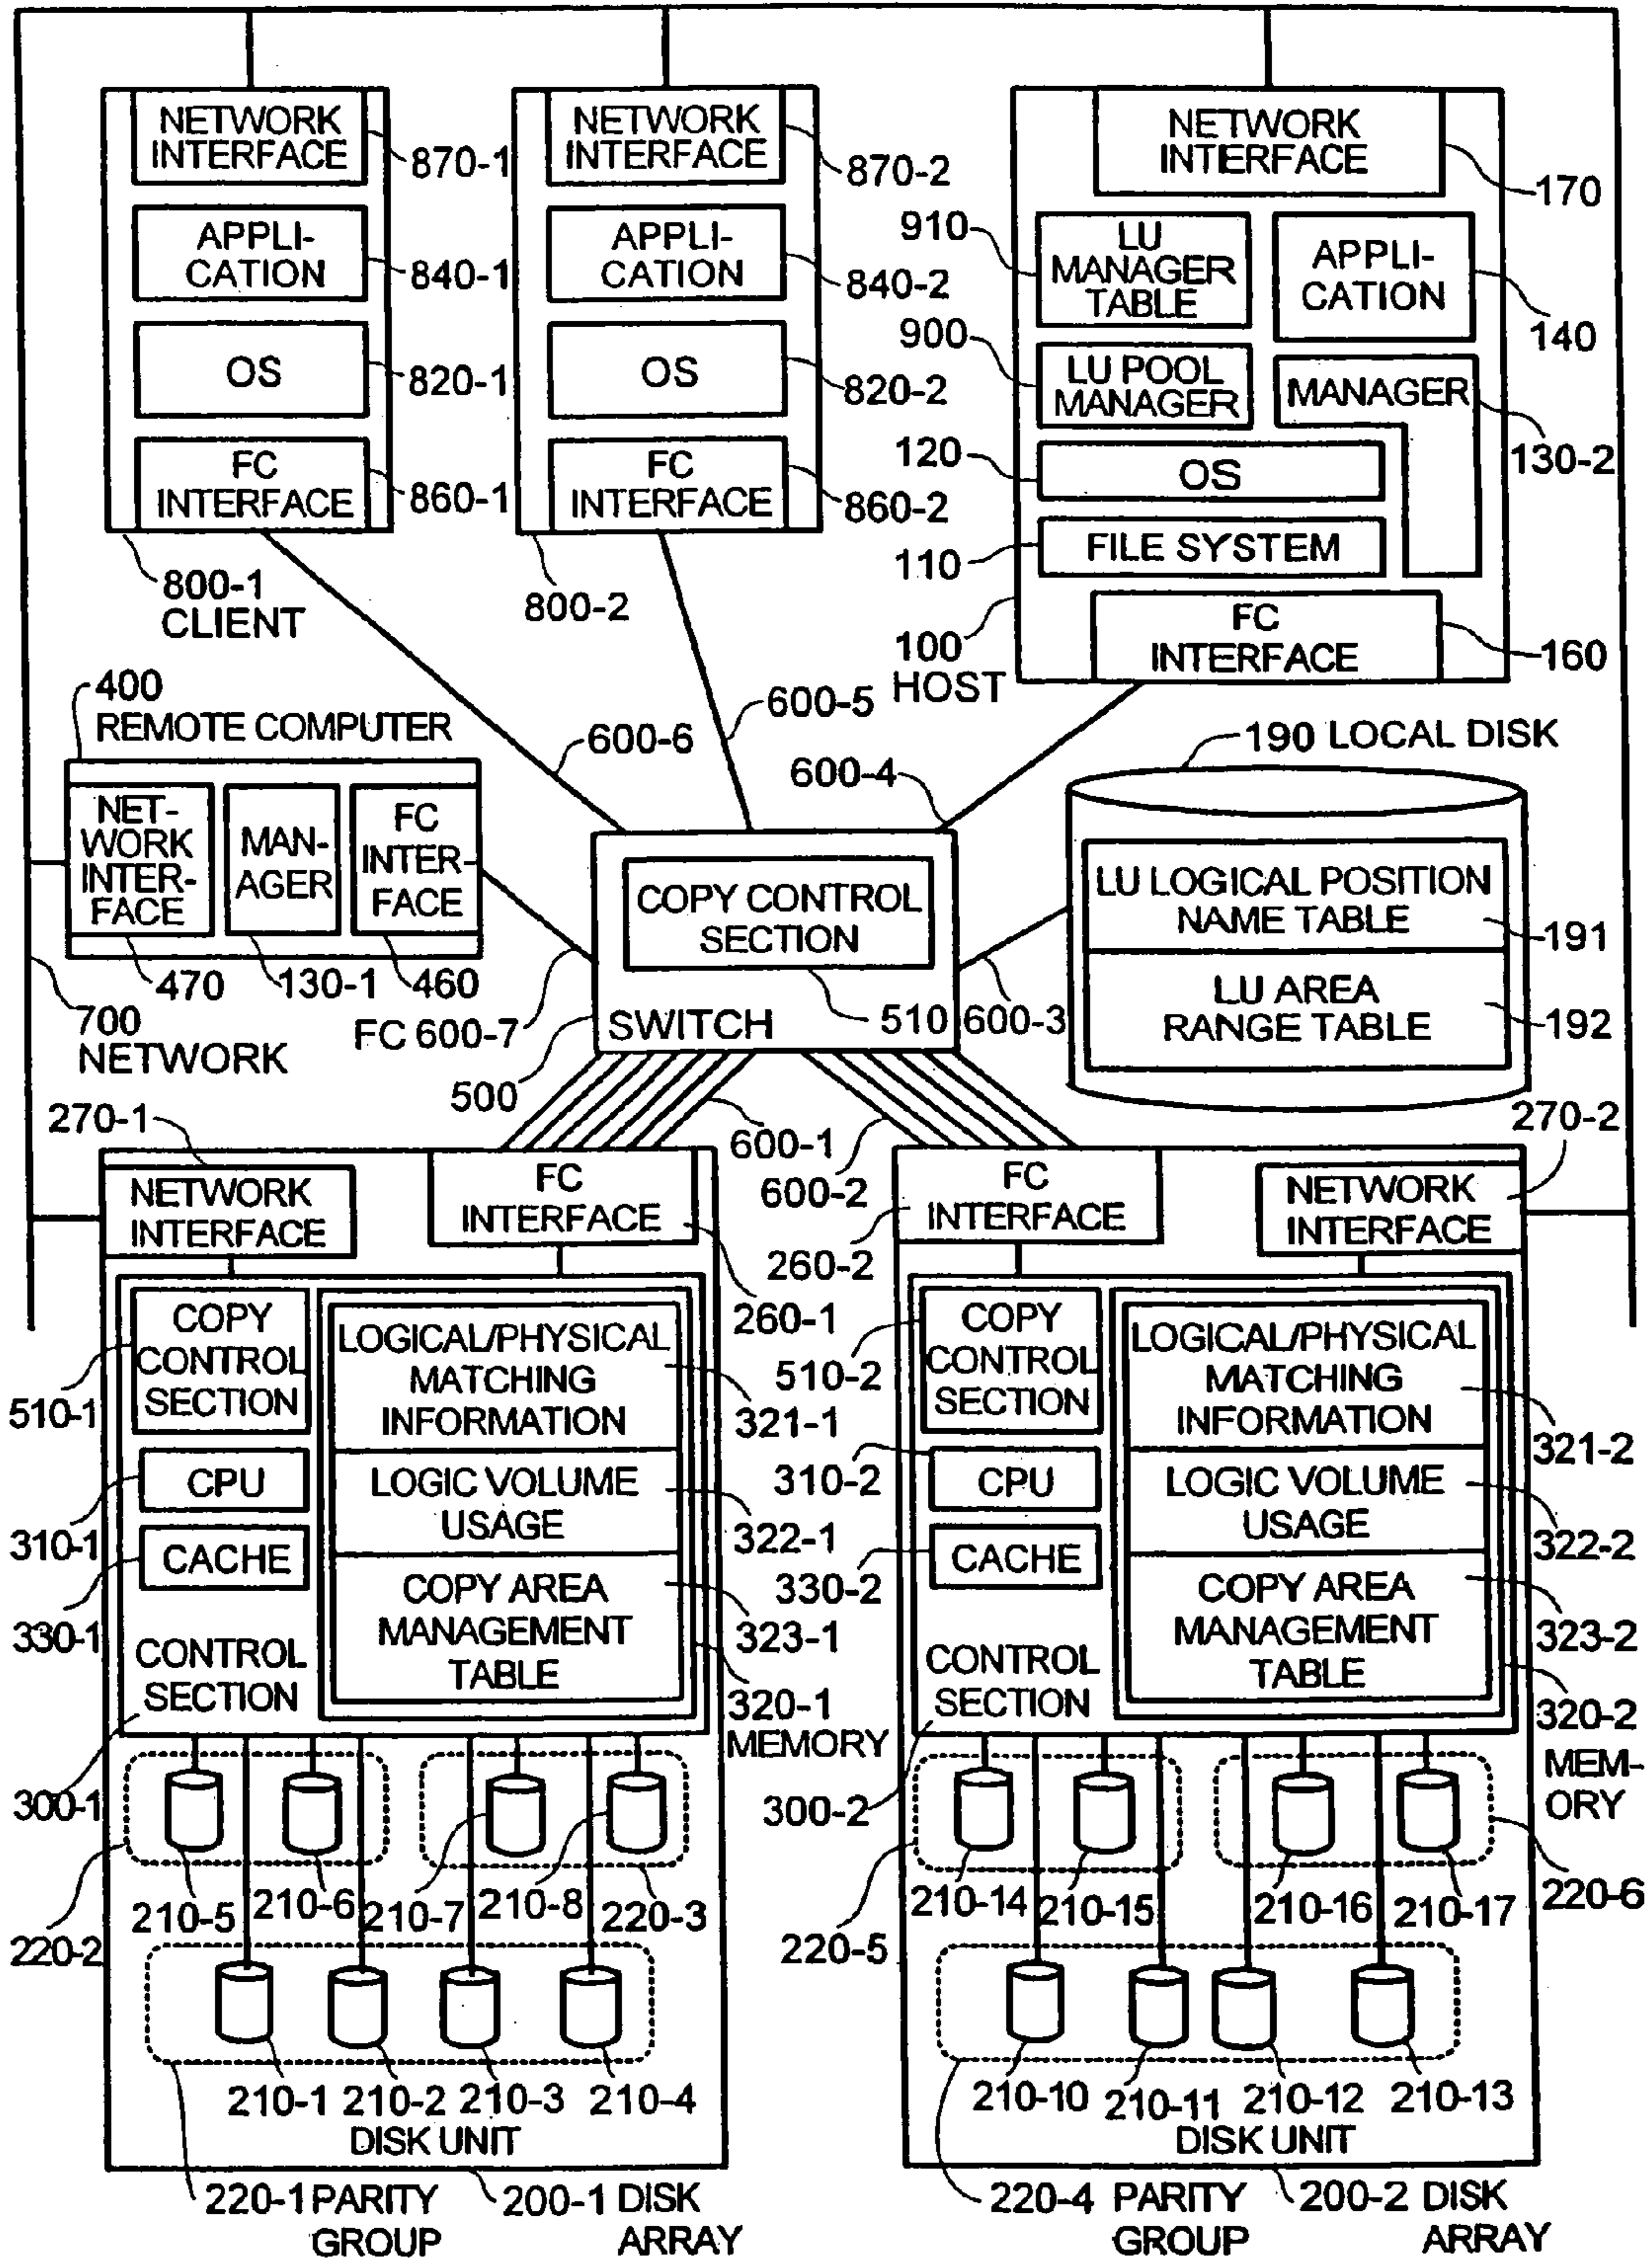 NETWORK
INTERFACE
870-1
APPLI-
CATION
840-1
OS
820-1
FC
INTERFACE
860-1
800-1
CLIENT
NETWORK
INTERFACE
870-2
APPLI-
CATION
840-2
OS
820-2
FC
INTERFACE
860-2
800-2
NETWORK
INTERFACE
170
910
LU
MANAGER
TABLE
APPLI-
CATION
140
900
LU POOL
MANAGER
MANAGER
130-2
120
OS
110
FILE SYSTEM
100
HOST
FC
INTERFACE
160
400
REMOTE COMPUTER
NET-
WORK
INTER-
FACE
MAN-
AGER
FC
INTER-
FACE
470
130-1
460
700
NETWORK
FC 600-7
600-6
600-5
600-4
COPY CONTROL
SECTION
SWITCH
510
500
600-3
190 LOCAL DISK
LU LOGICAL POSITION
NAME TABLE
191
LU AREA
RANGE TABLE
192
600-1
600-2
270-1
NETWORK
INTERFACE
FC
INTERFACE
260-1
COPY
CONTROL
SECTION
510-1
LOGICAL/PHYSICAL
MATCHING
INFORMATION
321-1
CPU
310-1
LOGIC VOLUME
USAGE
322-1
CACHE
330-1
COPY AREA
MANAGEMENT
TABLE
323-1
CONTROL
SECTION
300-1
320-1
MEMORY
210-5
210-6
210-7
210-8
220-3
220-2
210-1
210-2
210-3
210-4
DISK UNIT
220-1 PARITY
GROUP
200-1 DISK
ARRAY
270-2
FC
INTERFACE
260-2
NETWORK
INTERFACE
COPY
CONTROL
SECTION
510-2
LOGICAL/PHYSICAL
MATCHING
INFORMATION
321-2
CPU
310-2
LOGIC VOLUME
USAGE
322-2
CACHE
330-2
COPY AREA
MANAGEMENT
TABLE
323-2
CONTROL
SECTION
300-2
320-2
MEM-
ORY
210-14
210-15
210-16
210-17
220-6
220-5
210-10
210-11
210-12
210-13
DISK UNIT
220-4 PARITY
GROUP
200-2 DISK
ARRAY